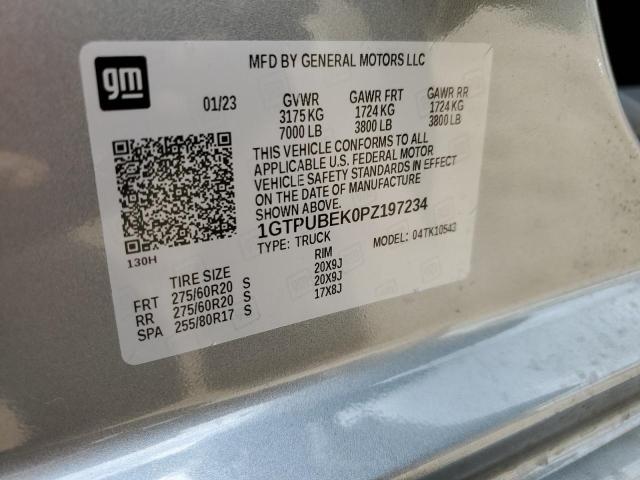 gm
MFD BY GENERAL MOTORS LLC
01/23 GVWR GAWR FRT GAWR RR
3175 KG 1724 KG 1724 KG
7000 LB 3800 LB 3800 LB
THIS VEHICLE CONFORMS TO ALL
APPLICABLE U.S. FEDERAL MOTOR
VEHICLE SAFETY STANDARDS IN EFFECT
ON THE DATE OF MANUFACTURE
SHOWN ABOVE.
1GTPUBEK0PZ197234
TYPE: TRUCK MODEL: 04TK10543
130H
TIRE SIZE RIM
FRT 275/60R20 S 20X9J
RR 275/60R20 S 20X9J
SPA 255/80R17 S 17X8J